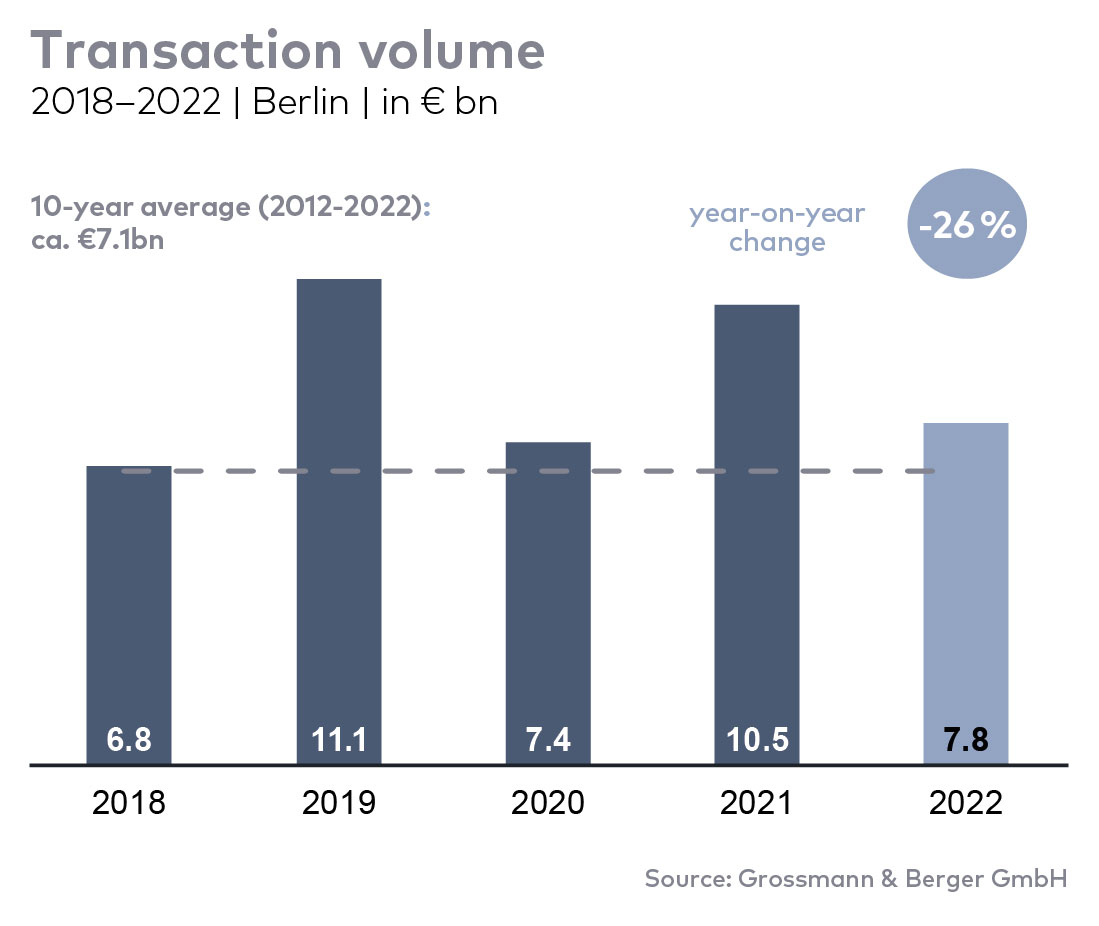 Transaction volume
2018–2022 | Berlin | in € bn
10-year average (2012-2022):
ca. €7.1bn
year-on-year
change
-26 %
6.8
11.1
7.4
10.5
7.8
2018
2019
2020
2021
2022
Source: Grossmann & Berger GmbH